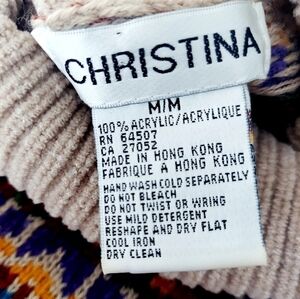 CHRISTINA
M/M
100% ACRYLIC/ACRYLIQUE
RN 64507
CA 27052
MADE IN HONG KONG
FABRIQUE A HONG KONG
HAND WASH COLD SEPARATELY
DO NOT BLEACH
DO NOT TWIST OR WRING
USE MILD DETERGENT
RESHAPE AND DRY FLAT
COOL IRON
DRY CLEAN